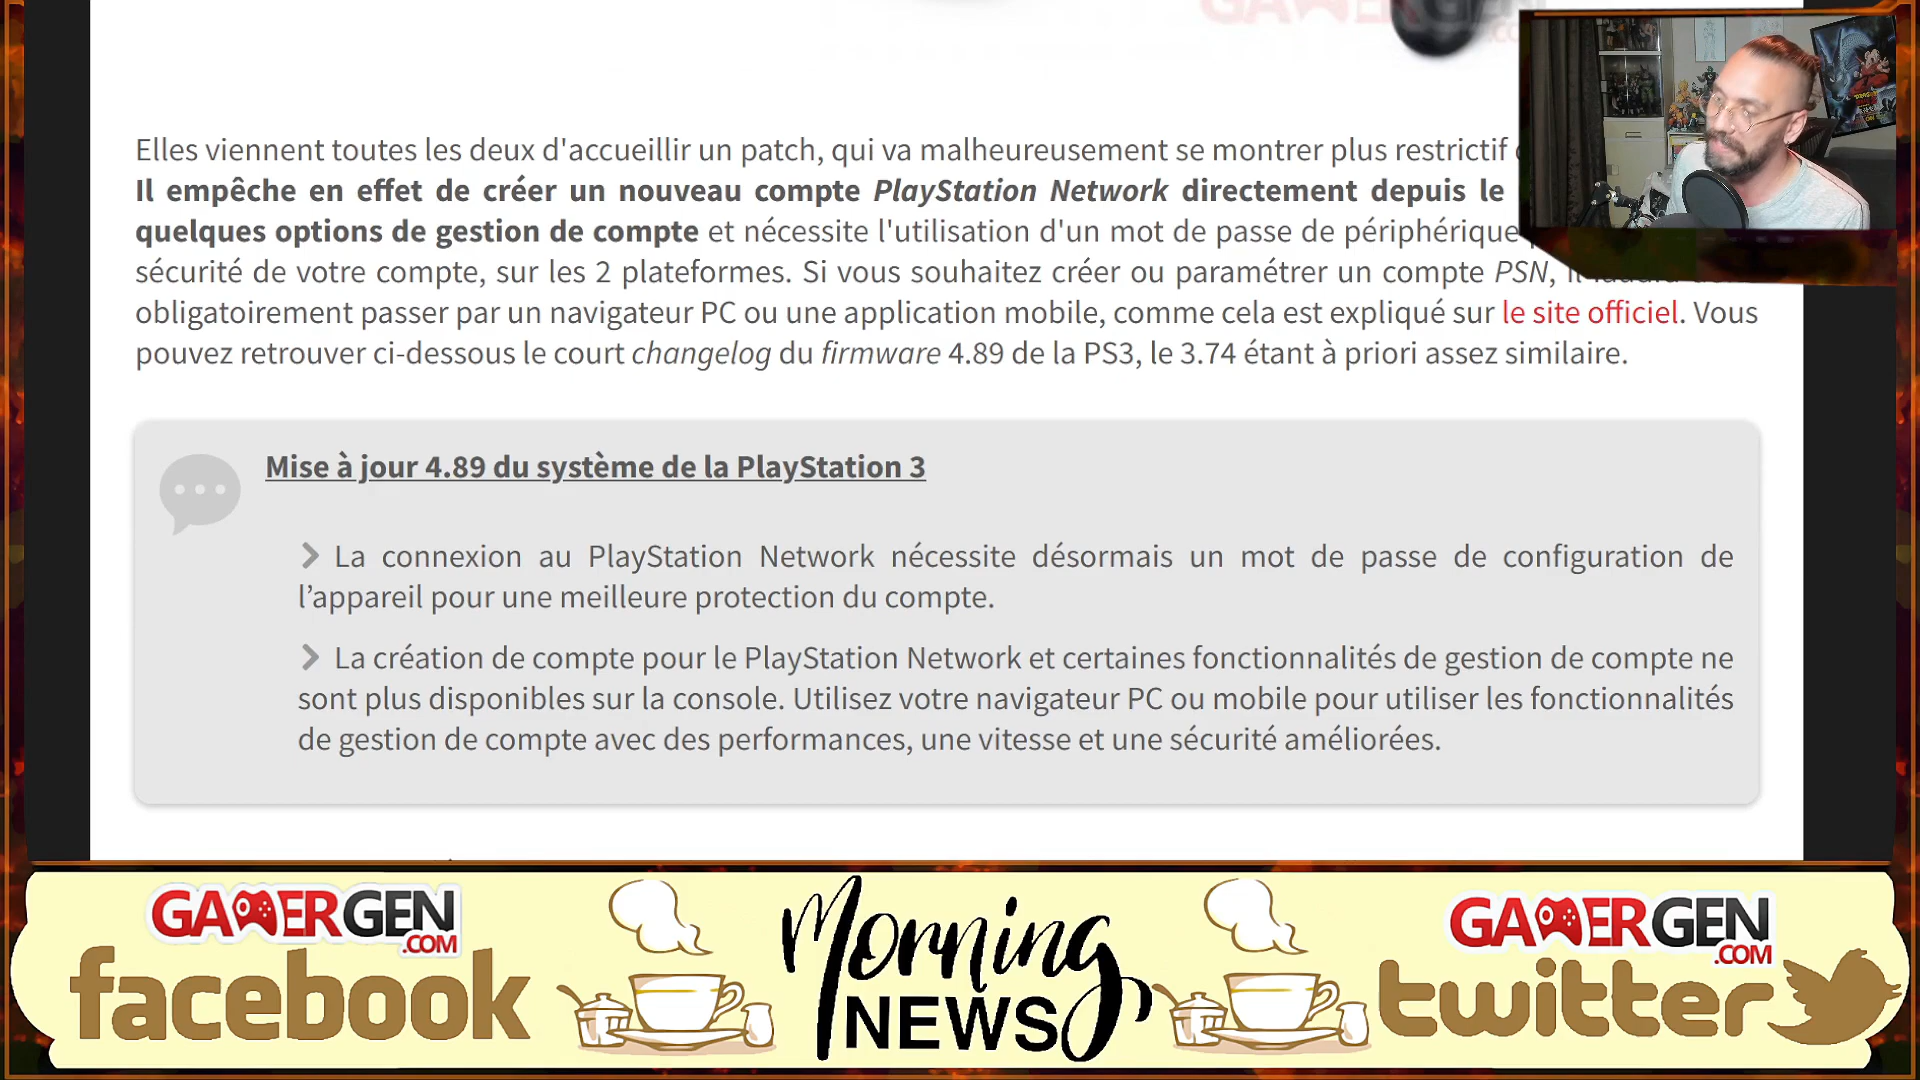 GAMERGEN
.COM
Elles viennent toutes les deux d'accueillir un patch, qui va malheureusement se montrer plus restrictif
Il empêche en effet de créer un nouveau compte PlayStation Network directement depuis le
quelques options de gestion de compte et nécessite l'utilisation d'un mot de passe de périphérique
sécurité de votre compte, sur les 2 plateformes. Si vous souhaitez créer ou paramétrer un compte PSN, il
obligatoirement passer par un navigateur PC ou une application mobile, comme cela est expliqué sur le site officiel. Vous
pouvez retrouver ci-dessous le court changelog du firmware 4.89 de la PS3, le 3.74 étant à priori assez similaire.
Mise à jour 4.89 du système de la PlayStation 3
La connexion au PlayStation Network nécessite désormais un mot de passe de configuration de
l’appareil pour une meilleure protection du compte.
La création de compte pour le PlayStation Network et certaines fonctionnalités de gestion de compte ne
sont plus disponibles sur la console. Utilisez votre navigateur PC ou mobile pour utiliser les fonctionnalités
de gestion de compte avec des performances, une vitesse et une sécurité améliorées.
GAMERGEN
.COM
facebook
Morning
NEWS
GAMERGEN
.COM
twitter